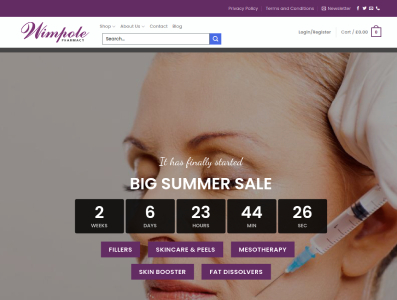 Privacy Policy Terms and Conditions Newsletter
Wimpole
PHARMACY
Shop About Us Contact Blog
Login/Register Cart / £0.00 0
Search...
It has finally started
BIG SUMMER SALE
2 6 23 44 26
WEEKS DAYS HOURS MIN SEC
FILLERS SKINCARE & PEELS MESOTHERAPY
SKIN BOOSTER FAT DISSOLVERS